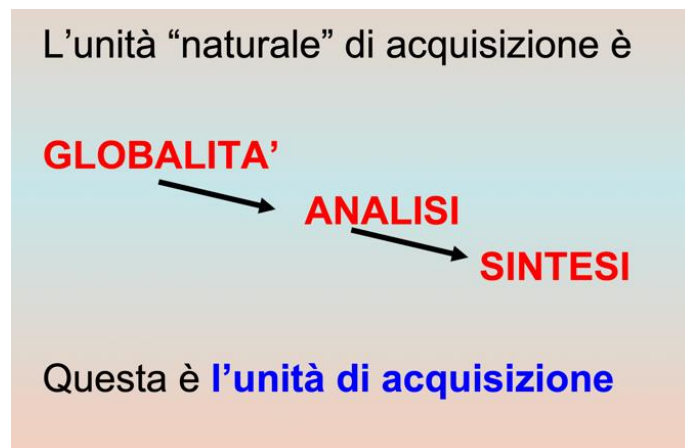 L'unità “naturale” di acquisizione è
GLOBALITA'
ANALISI
SINTESI
Questa è l'unità di acquisizione